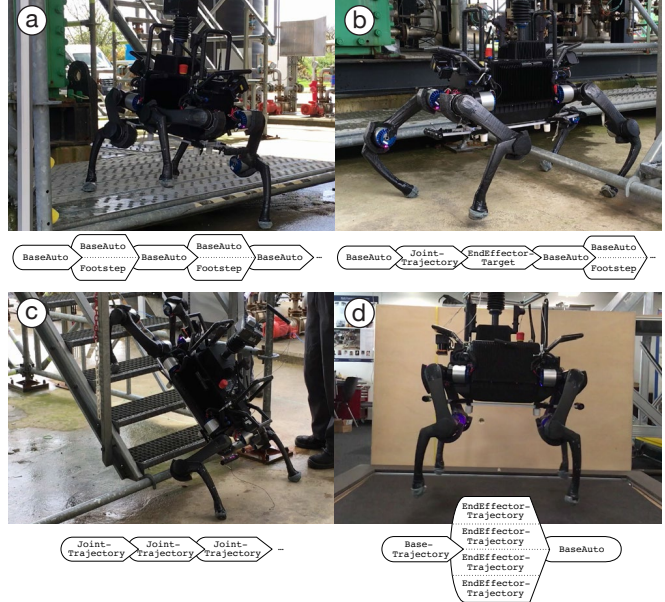 a
b
BaseAuto
BaseAuto
Footstep
BaseAuto
BaseAuto
Footstep
BaseAuto
...
BaseAuto
Joint-
Trajectory
EndEffector-
Target
BaseAuto
BaseAuto
Footstep
...
c
d
Joint-
Trajectory
Joint-
Trajectory
Joint-
Trajectory
...
Base-
Trajectory
EndEffector-
Trajectory
EndEffector-
Trajectory
EndEffector-
Trajectory
EndEffector-
Trajectory
BaseAuto